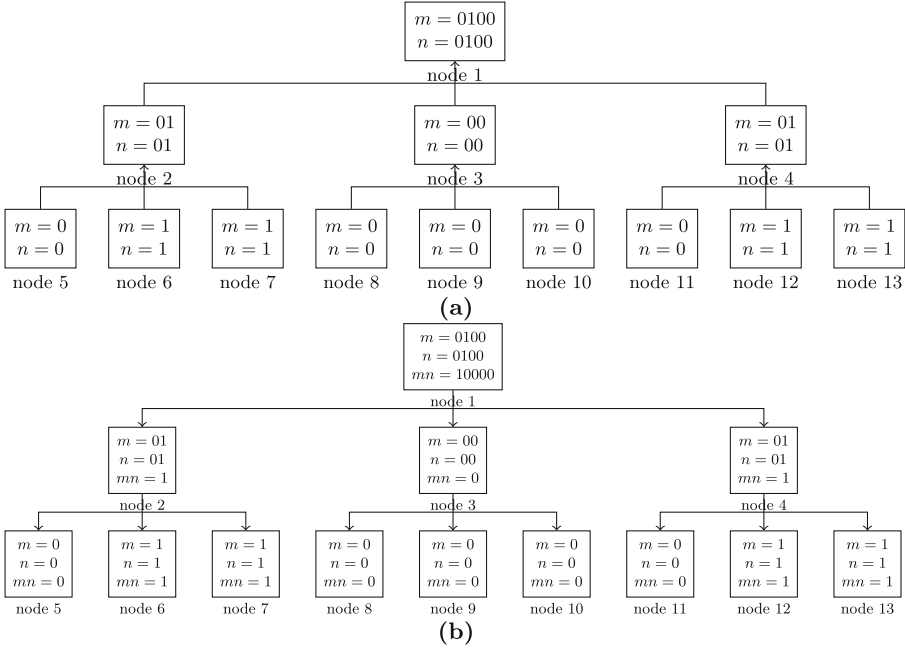 m = 0100
n = 0100
node 1
m = 01 m = 00 m = 01
n = 01 n = 00 n = 01
node 2 node 3 node 4
m = 0 m = 1 m = 1 m = 0 m = 0 m = 0 m = 0 m = 1 m = 1
n = 0 n = 1 n = 1 n = 0 n = 0 n = 0 n = 0 n = 1 n = 1
node 5 node 6 node 7 node 8 node 9 node 10 node 11 node 12 node 13
(a)
m = 0100
n = 0100
mn = 10000
node 1
m = 01 m = 00 m = 01
n = 01 n = 00 n = 01
mn = 1 mn = 0 mn = 1
node 2 node 3 node 4
m = 0 m = 1 m = 1 m = 0 m = 0 m = 0 m = 0 m = 1 m = 1
n = 0 n = 1 n = 1 n = 0 n = 0 n = 0 n = 0 n = 1 n = 1
mn = 0 mn = 1 mn = 1 mn = 0 mn = 0 mn = 0 mn = 0 mn = 1 mn = 1
node 5 node 6 node 7 node 8 node 9 node 10 node 11 node 12 node 13
(b)